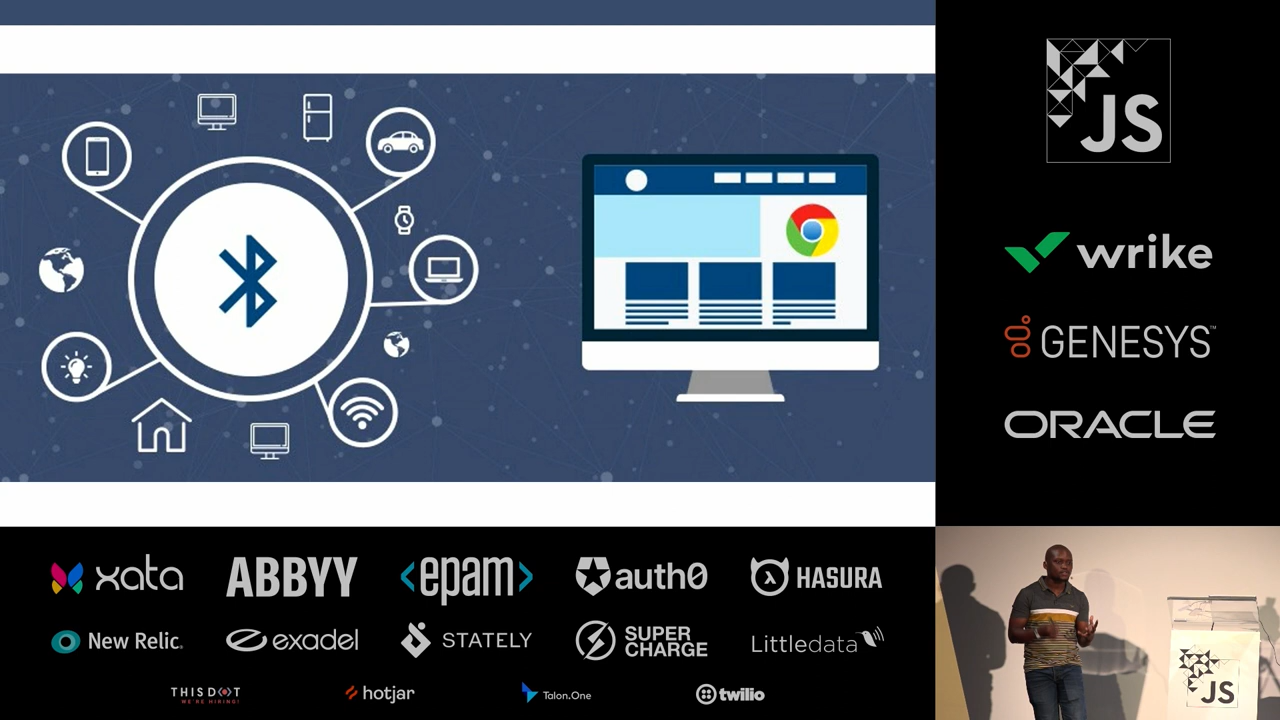 JS
wrike
GENESYS™
ORACLE
xata
ABBYY
<epam>
auth0
HASURA
New Relic.
exadel
STATELY
SUPER
CHARGE
Littledata
THIS DOT
WE'RE HIRING!
hotjar
Talon.One
twilio
JS